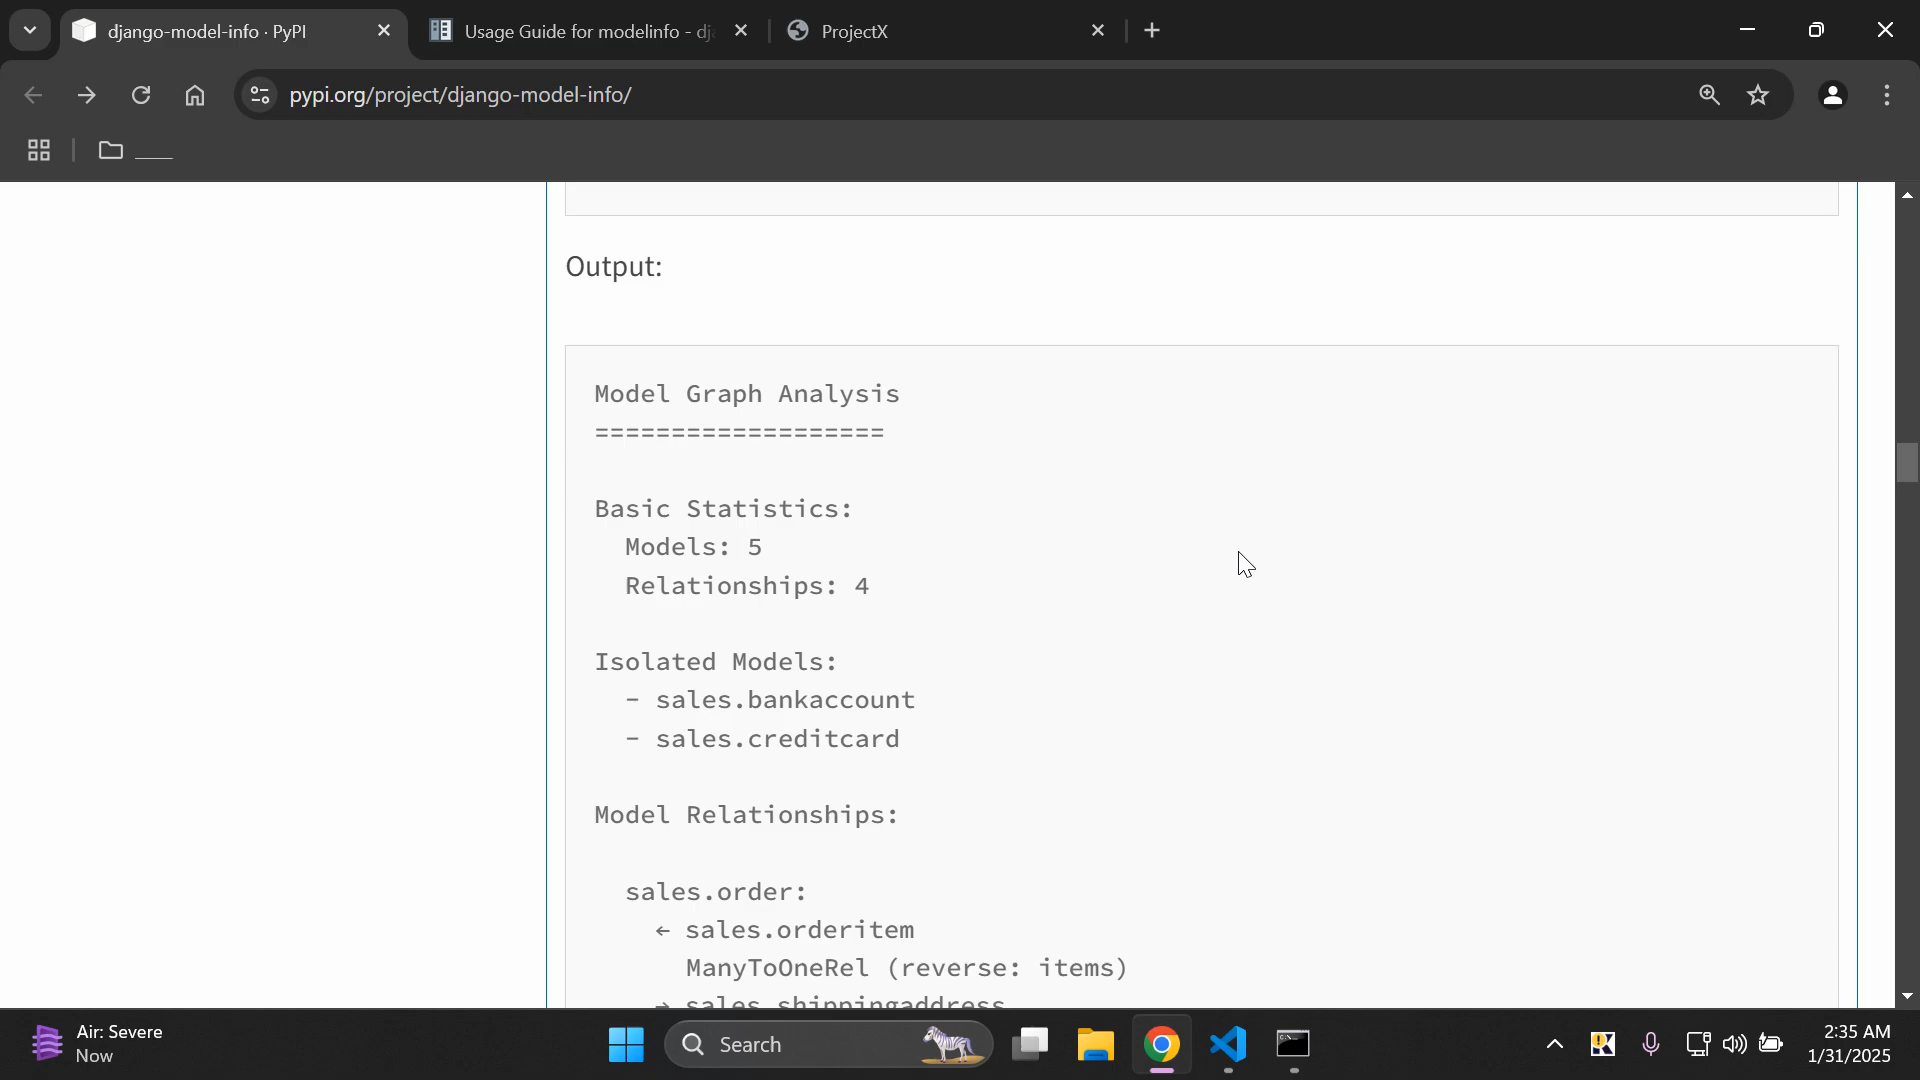 django-model-info · PyPI
Usage Guide for modelinfo - dj
ProjectX
pypi.org/project/django-model-info/
Output:
Model Graph Analysis
===================
Basic Statistics:
Models: 5
Relationships: 4
Isolated Models:
- sales.bankaccount
- sales.creditcard
Model Relationships:
sales.order:
← sales.orderitem
ManyToOneRel (reverse: items)
→ sales.shippingaddress
Air: Severe
Now
Search
2:35 AM
1/31/2025